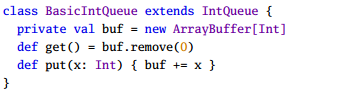 class BasicIntQueue extends IntQueue {
  private val buf = new ArrayBuffer[Int]
  def get() = buf.remove(0)
  def put(x: Int) { buf += x }
}